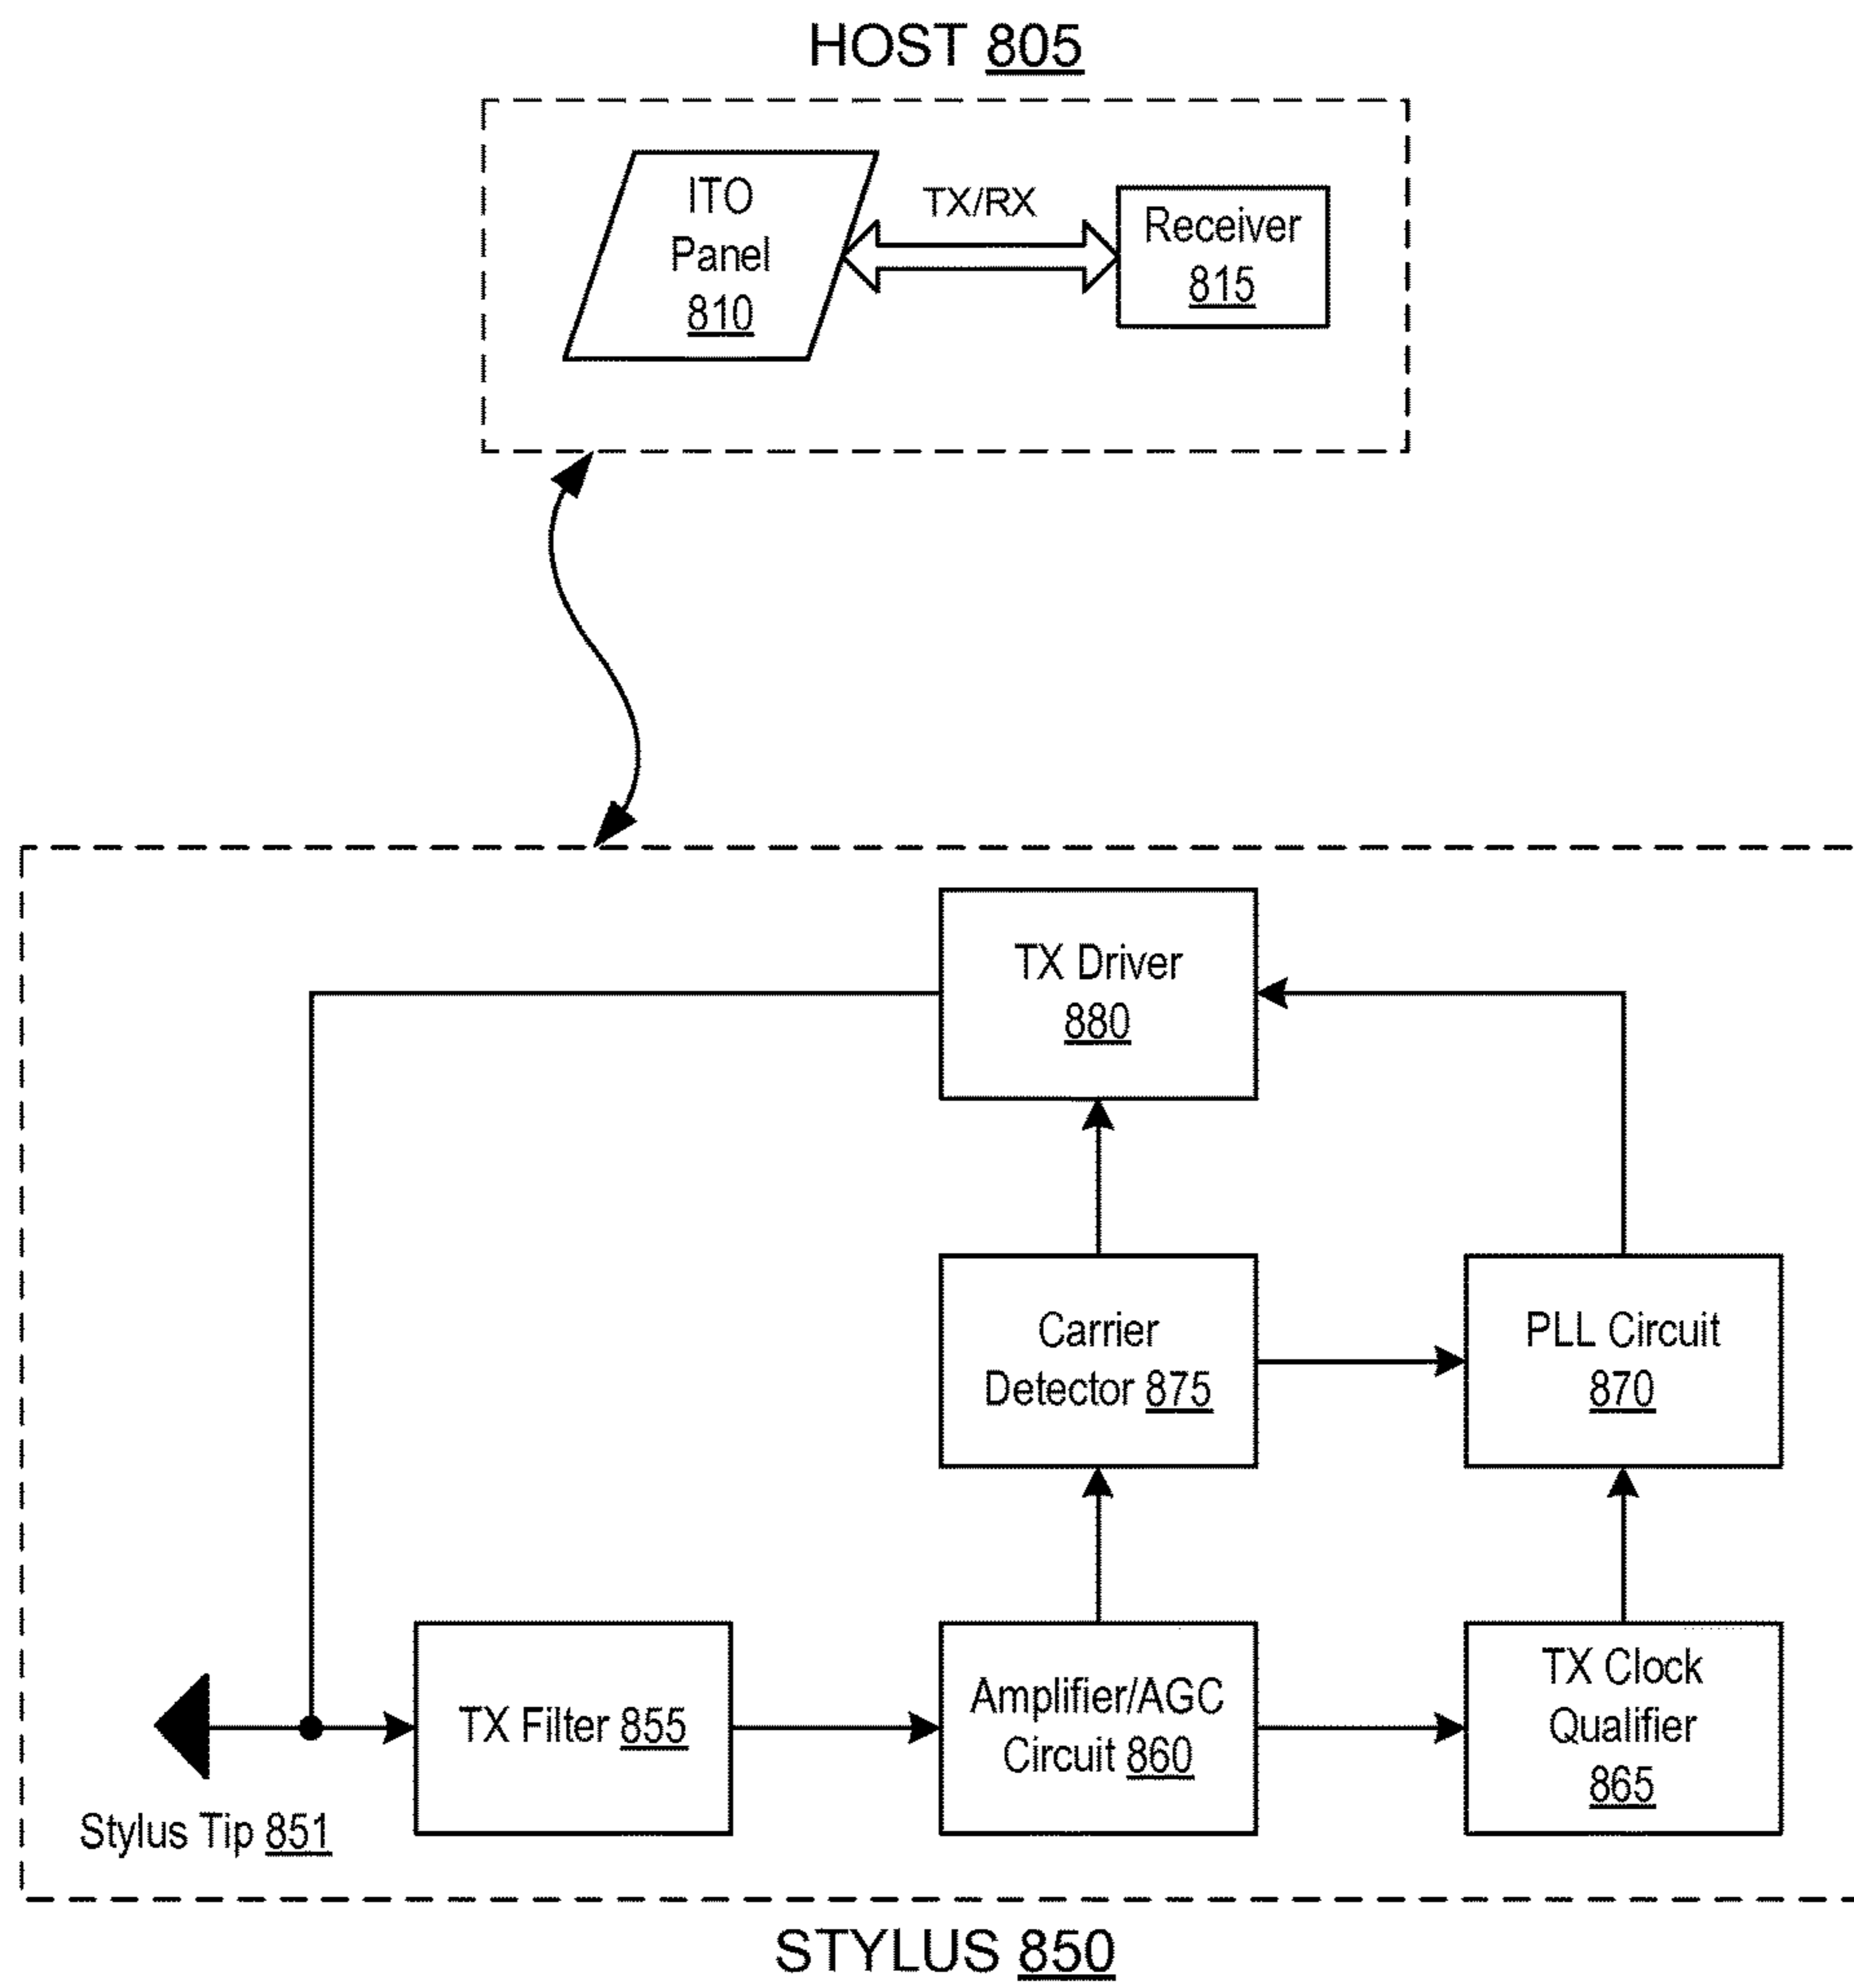 HOST 805
ITO
Panel
810
TX/RX
Receiver
815
TX Driver
880
Carrier
Detector 875
PLL Circuit
870
Stylus Tip 851
TX Filter 855
Amplifier/AGC
Circuit 860
TX Clock
Qualifier
865
STYLUS 850